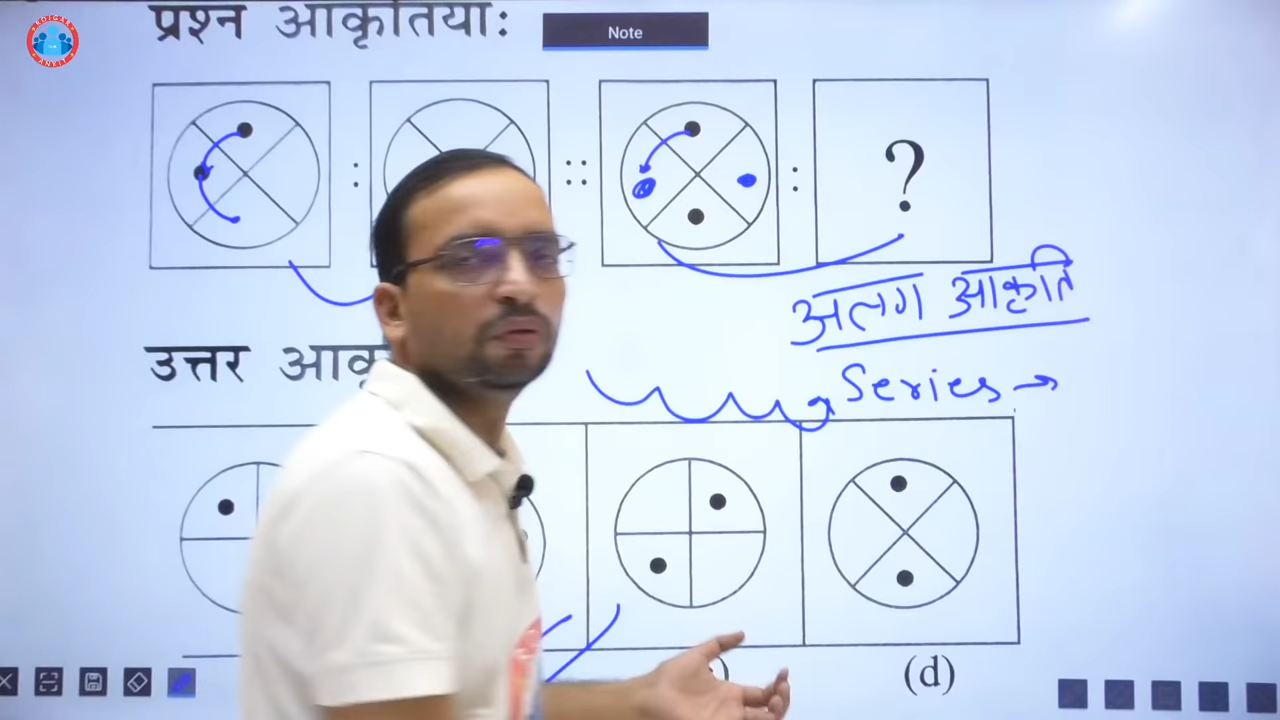 प्रश्न आकृतियाः
Note
:
::
:
?
अलग आकृति
उत्तर
Series →
(d)